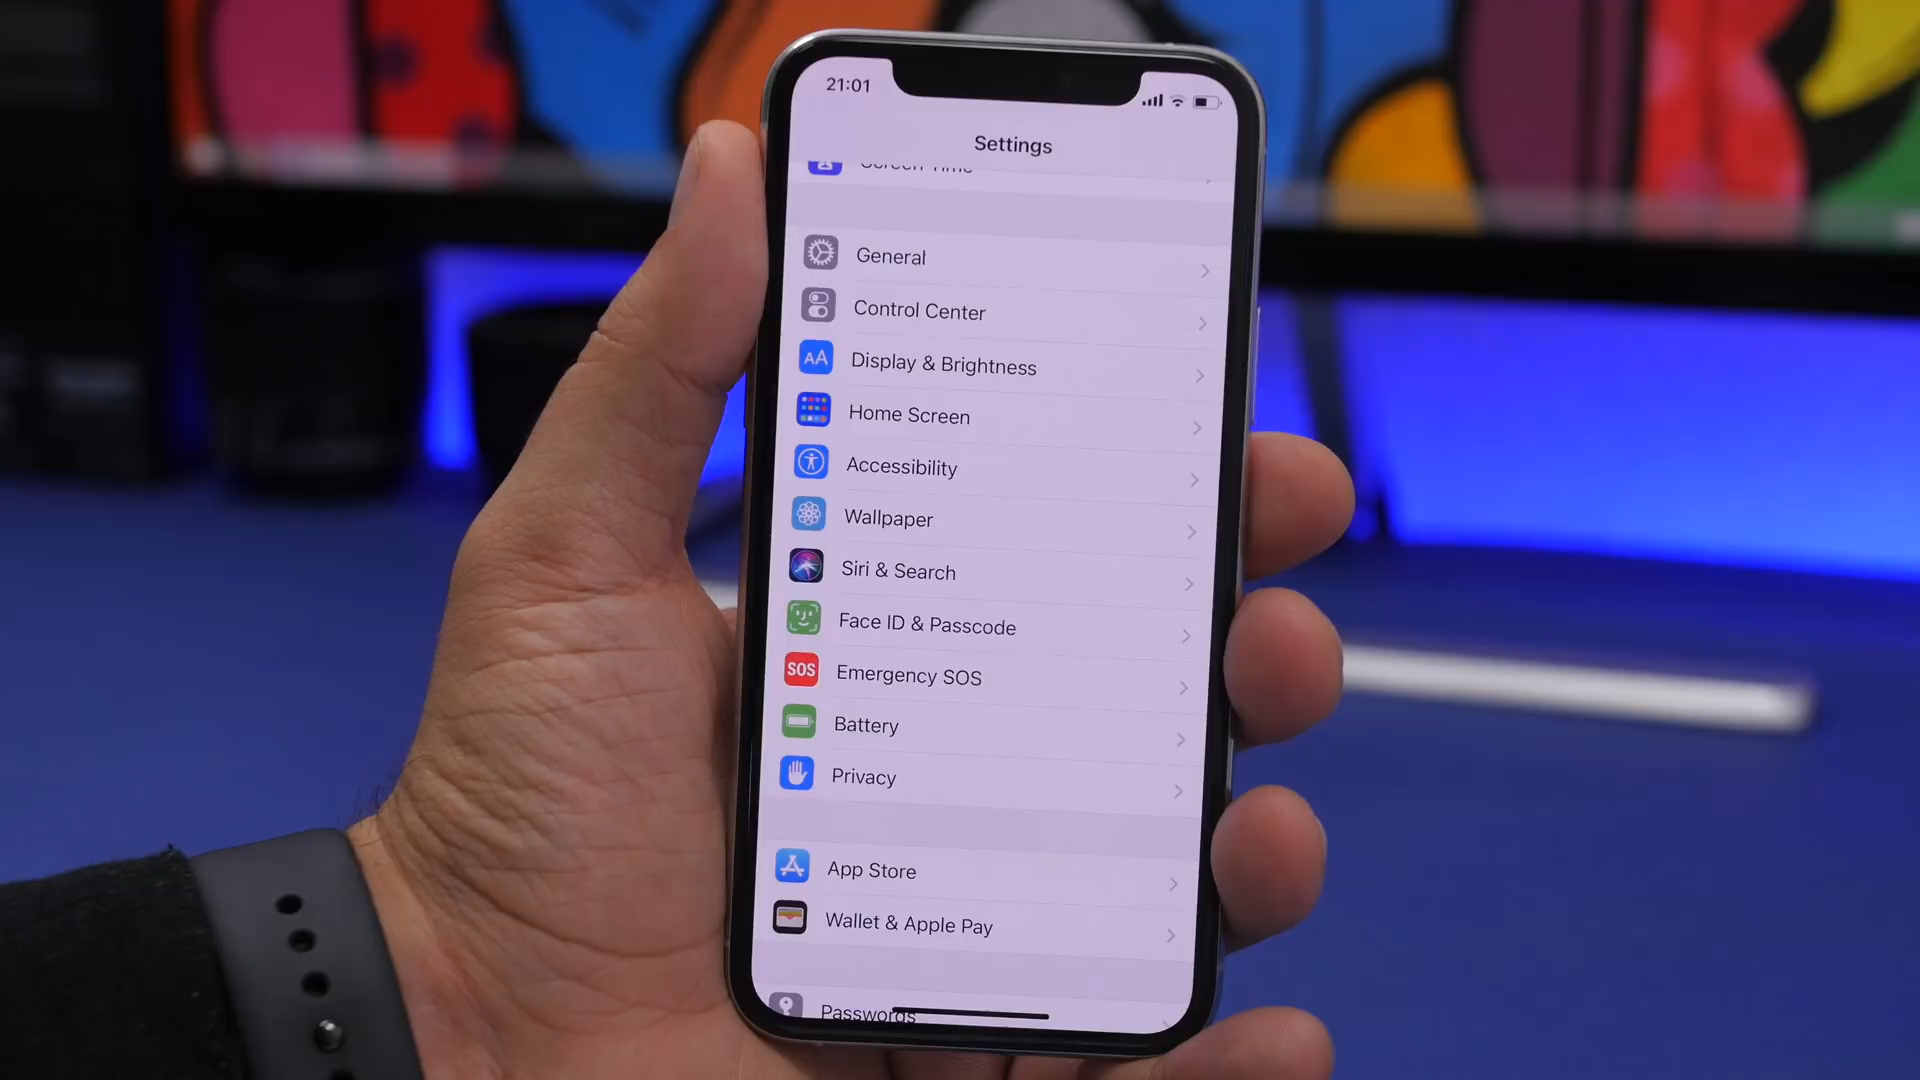 21:01
Settings
Screen Time
General
Control Center
AA Display & Brightness
Home Screen
Accessibility
Wallpaper
Siri & Search
Face ID & Passcode
SOS Emergency SOS
Battery
Privacy
App Store
Wallet & Apple Pay
Passwords